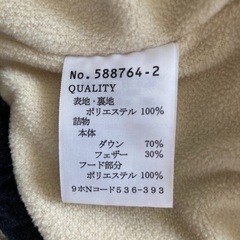 No.588764-2
QUALITY
表地・裏地
ポリエステル 100%
詰物
本体
ダウン 70%
フェザー 30%
フード部分
ポリエステル 100%
9ホNコード536-393